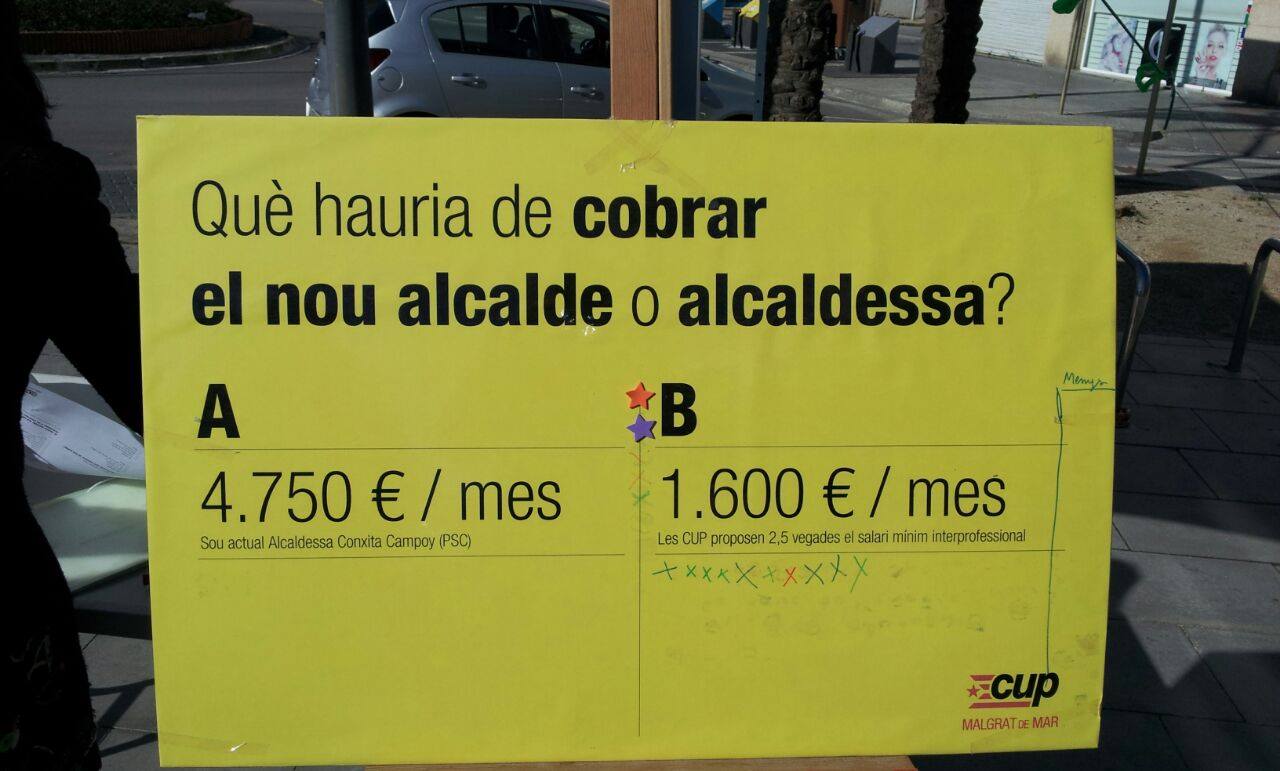 Què hauria de cobrar
el nou alcalde o alcaldessa?
A
4.750 € / mes
Sou actual Alcaldessa Conxita Campoy (PSC)
B
1.600 € / mes
Les CUP proposen 2,5 vegades el salari mínim interprofessional
Menys
cup
MALGRAT DE MAR